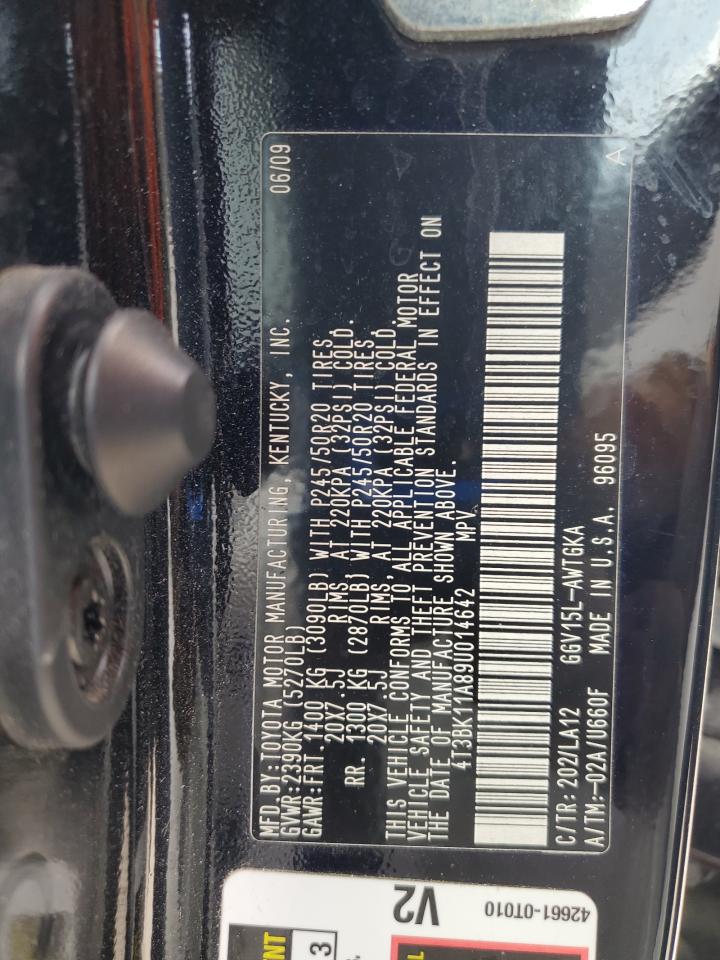 MFD.BY:TOYOTA MOTOR MANUFACTURING, KENTUCKY, INC. 06/09
GVWR:2390KG (5270LB)
GAWR:FRT.1400 KG (3090LB) WITH P245/50R20 TIRES,
20X7.5J RIMS, AT 220KPA (32PSI) COLD.
RR. 1300 KG (2870LB) WITH P245/50R20 TIRES,
20X7.5J RIMS, AT 220KPA (32PSI) COLD.
THIS VEHICLE CONFORMS TO ALL APPLICABLE FEDERAL MOTOR
VEHICLE SAFETY AND THEFT PREVENTION STANDARDS IN EFFECT ON
THE DATE OF MANUFACTURE SHOWN ABOVE.
4T3BK11A89U014642 MPV
C/TR:202/LA12 GGV15L-AWTGKA
A/TM:-02A/U660F MADE IN U.S.A. 96095
A
V2
42661-0T010
3